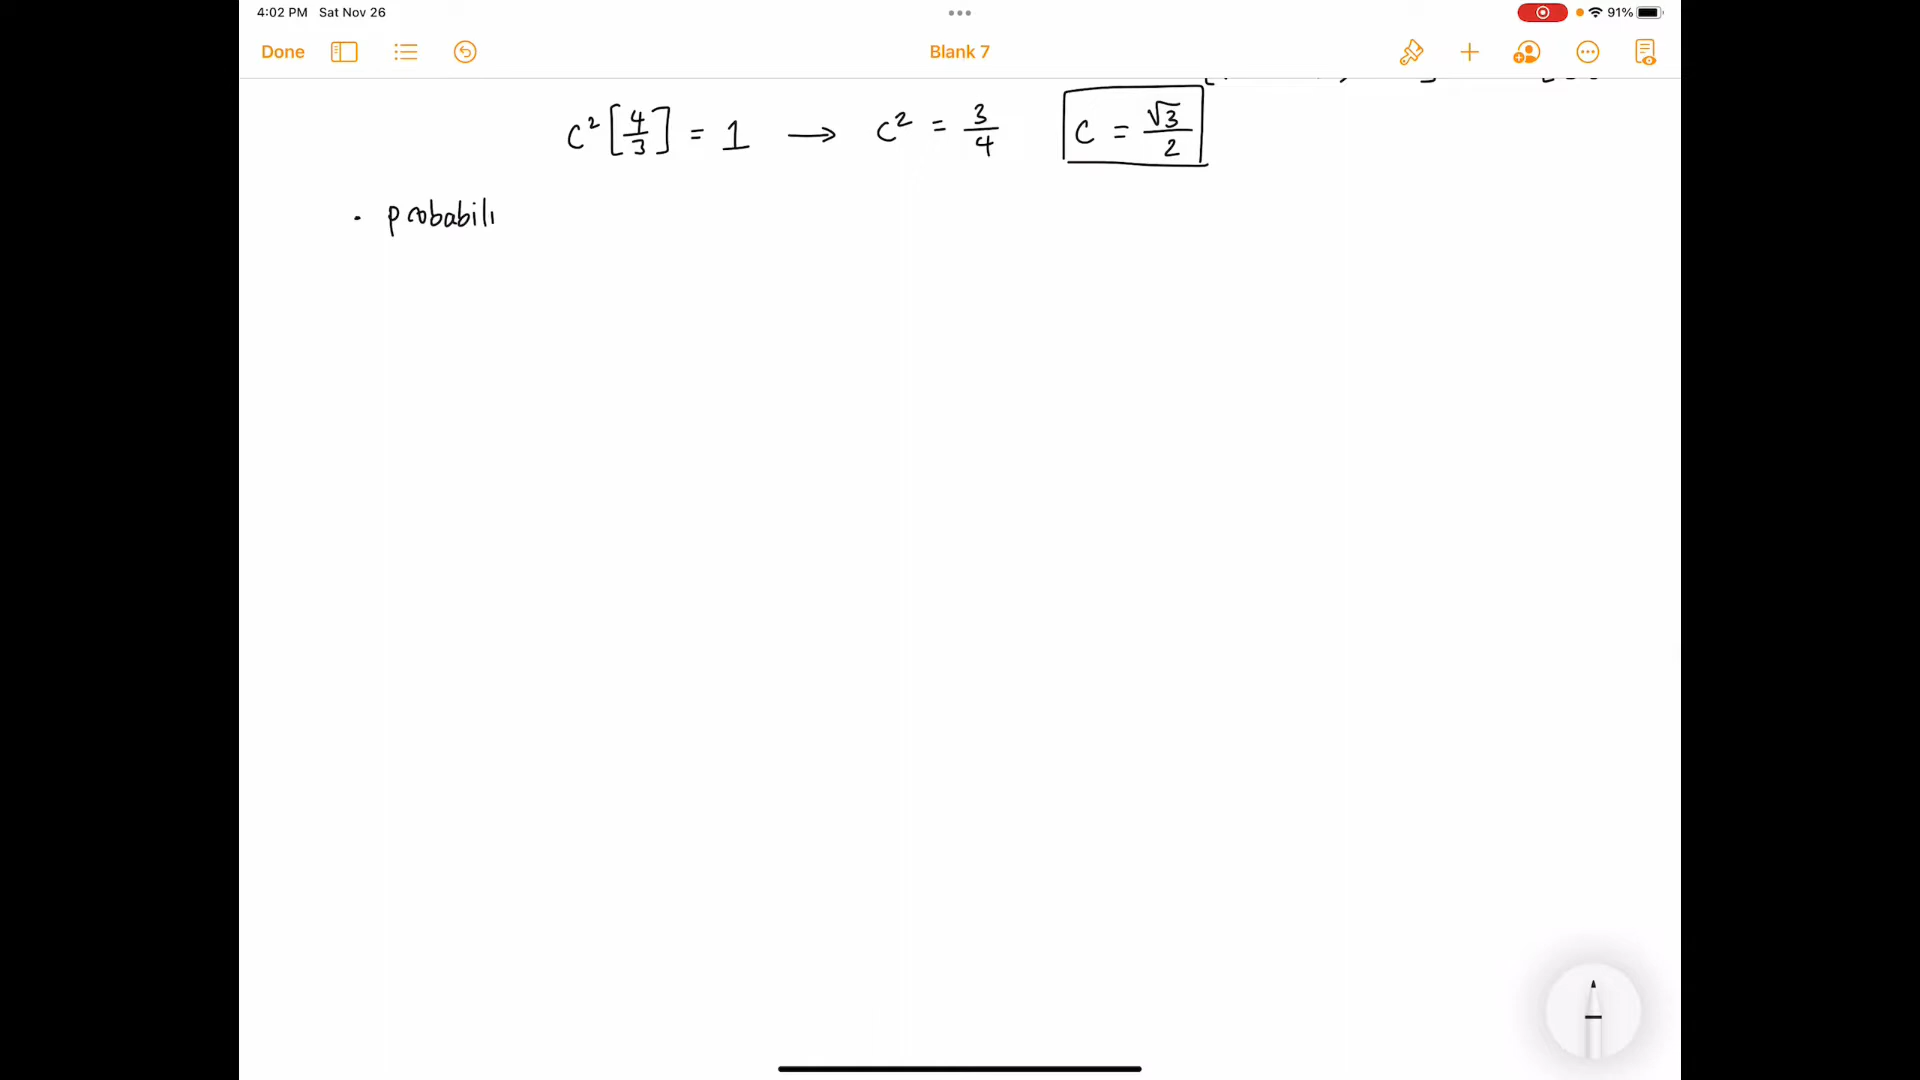 4:02 PM Sat Nov 26 91%
Done Blank 7
c²[4/3] = 1 → c² = 3/4 c = √3/2
· probabili